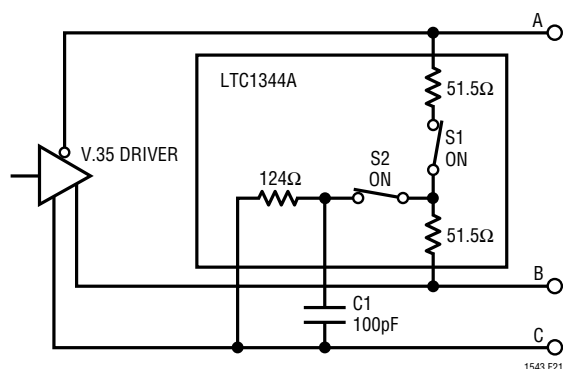 A
LTC1344A
51.5Ω
S1
ON
V.35 DRIVER
S2
ON
124Ω
51.5Ω
B
C1
100pF
C
1543 F21